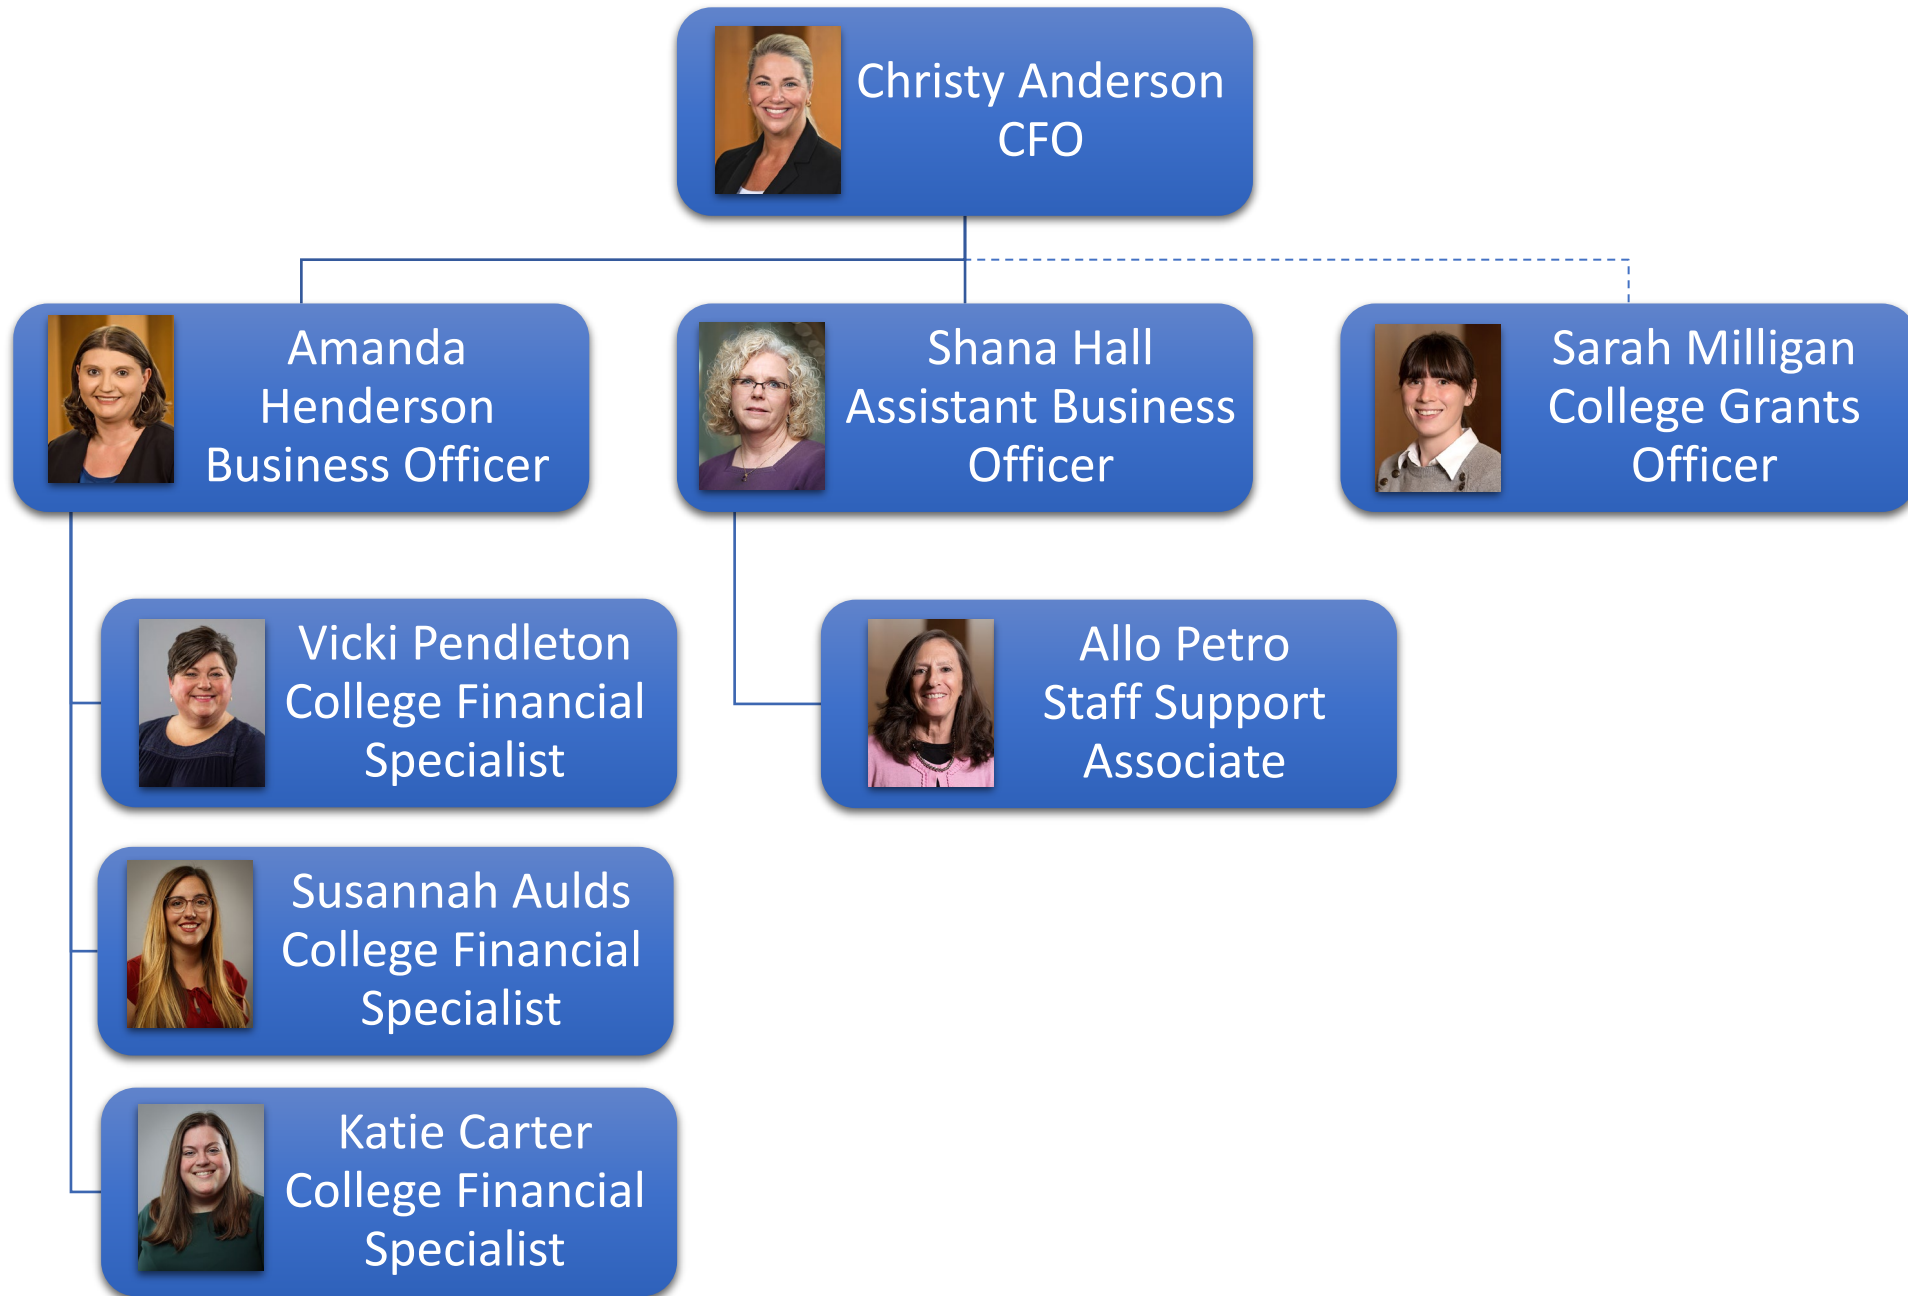 Christy Anderson
CFO
Amanda
Henderson
Business Officer
Shana Hall
Assistant Business
Officer
Sarah Milligan
College Grants
Officer
Vicki Pendleton
College Financial
Specialist
Allo Petro
Staff Support
Associate
Susannah Aulds
College Financial
Specialist
Katie Carter
College Financial
Specialist